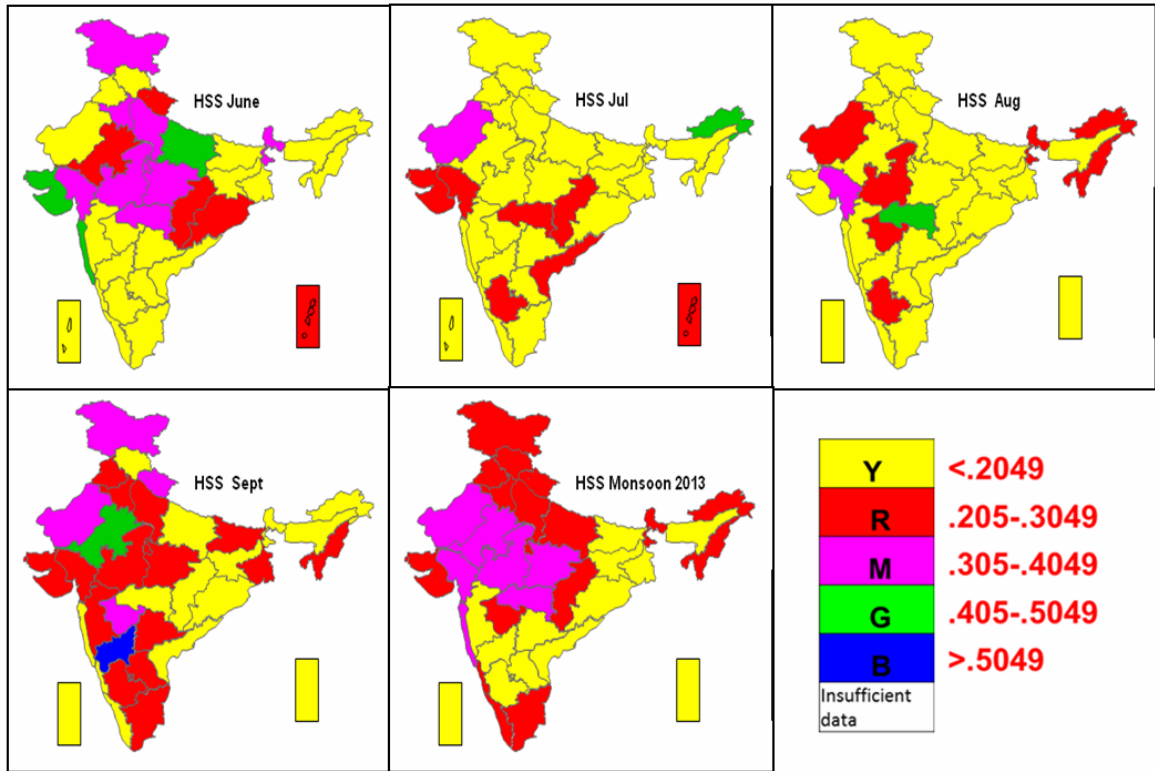 HSS June
HSS Jul
HSS Aug
HSS Sept
HSS Monsoon 2013
Y <.2049
R .205-.3049
M .305-.4049
G .405-.5049
B >.5049
Insufficient
data